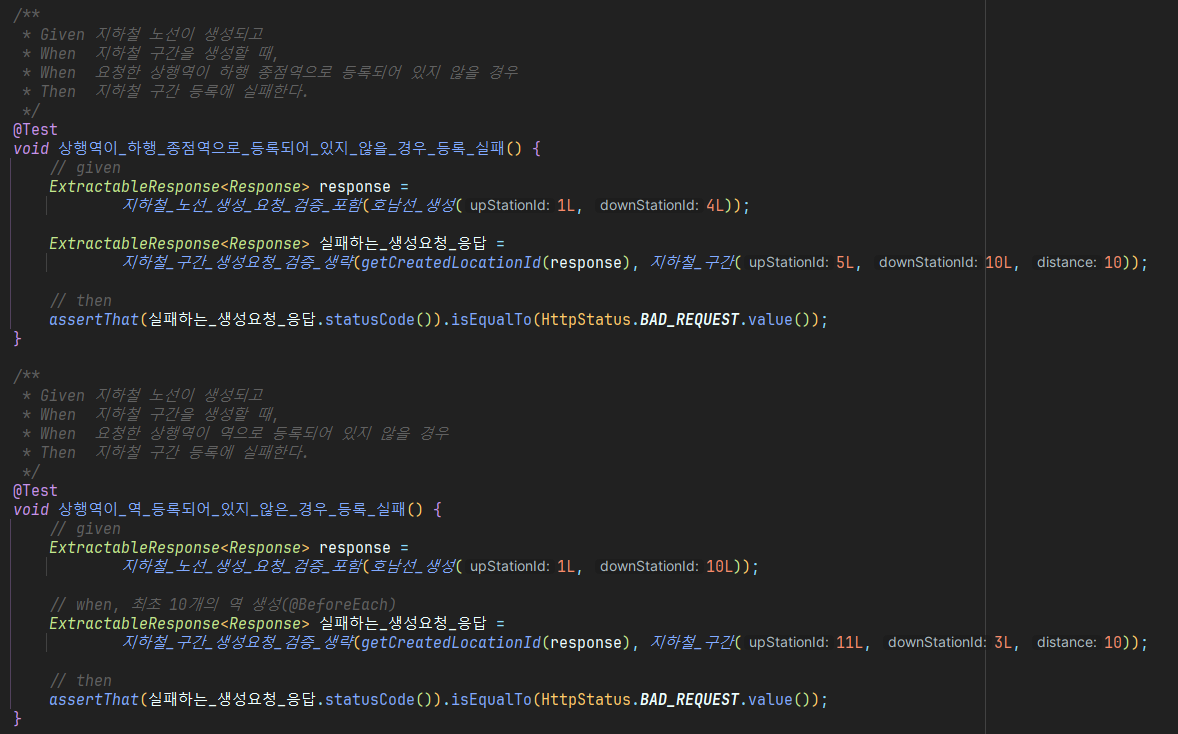 /**
 * Given 지하철 노선이 생성되고
 * When  지하철 구간을 생성할 때,
 * When  요청한 상행역이 하행 종점역으로 등록되어 있지 않을 경우
 * Then  지하철 구간 등록에 실패한다.
 */
@Test
void 상행역이_하행_종점역으로_등록되어_있지_않을_경우_등록_실패() {
    // given
    ExtractableResponse<Response> response =
            지하철_노선_생성_요청_검증_포함(호남선_생성( upStationId: 1L,  downStationId: 4L));
    ExtractableResponse<Response> 실패하는_생성요청_응답 =
            지하철_구간_생성요청_검증_생략(getCreatedLocationId(response), 지하철_구간( upStationId: 5L,  downStationId: 10L,  distance: 10));
    // then
    assertThat(실패하는_생성요청_응답.statusCode()).isEqualTo(HttpStatus.BAD_REQUEST.value());
}
/**
 * Given 지하철 노선이 생성되고
 * When  지하철 구간을 생성할 때,
 * When  요청한 상행역이 역으로 등록되어 있지 않을 경우
 * Then  지하철 구간 등록에 실패한다.
 */
@Test
void 상행역이_역_등록되어_있지_않은_경우_등록_실패() {
    // given
    ExtractableResponse<Response> response =
            지하철_노선_생성_요청_검증_포함(호남선_생성( upStationId: 1L,  downStationId: 10L));
    // when, 최초 10개의 역 생성(@BeforeEach)
    ExtractableResponse<Response> 실패하는_생성요청_응답 =
            지하철_구간_생성요청_검증_생략(getCreatedLocationId(response), 지하철_구간( upStationId: 11L,  downStationId: 3L,  distance: 10));
    // then
    assertThat(실패하는_생성요청_응답.statusCode()).isEqualTo(HttpStatus.BAD_REQUEST.value());
}